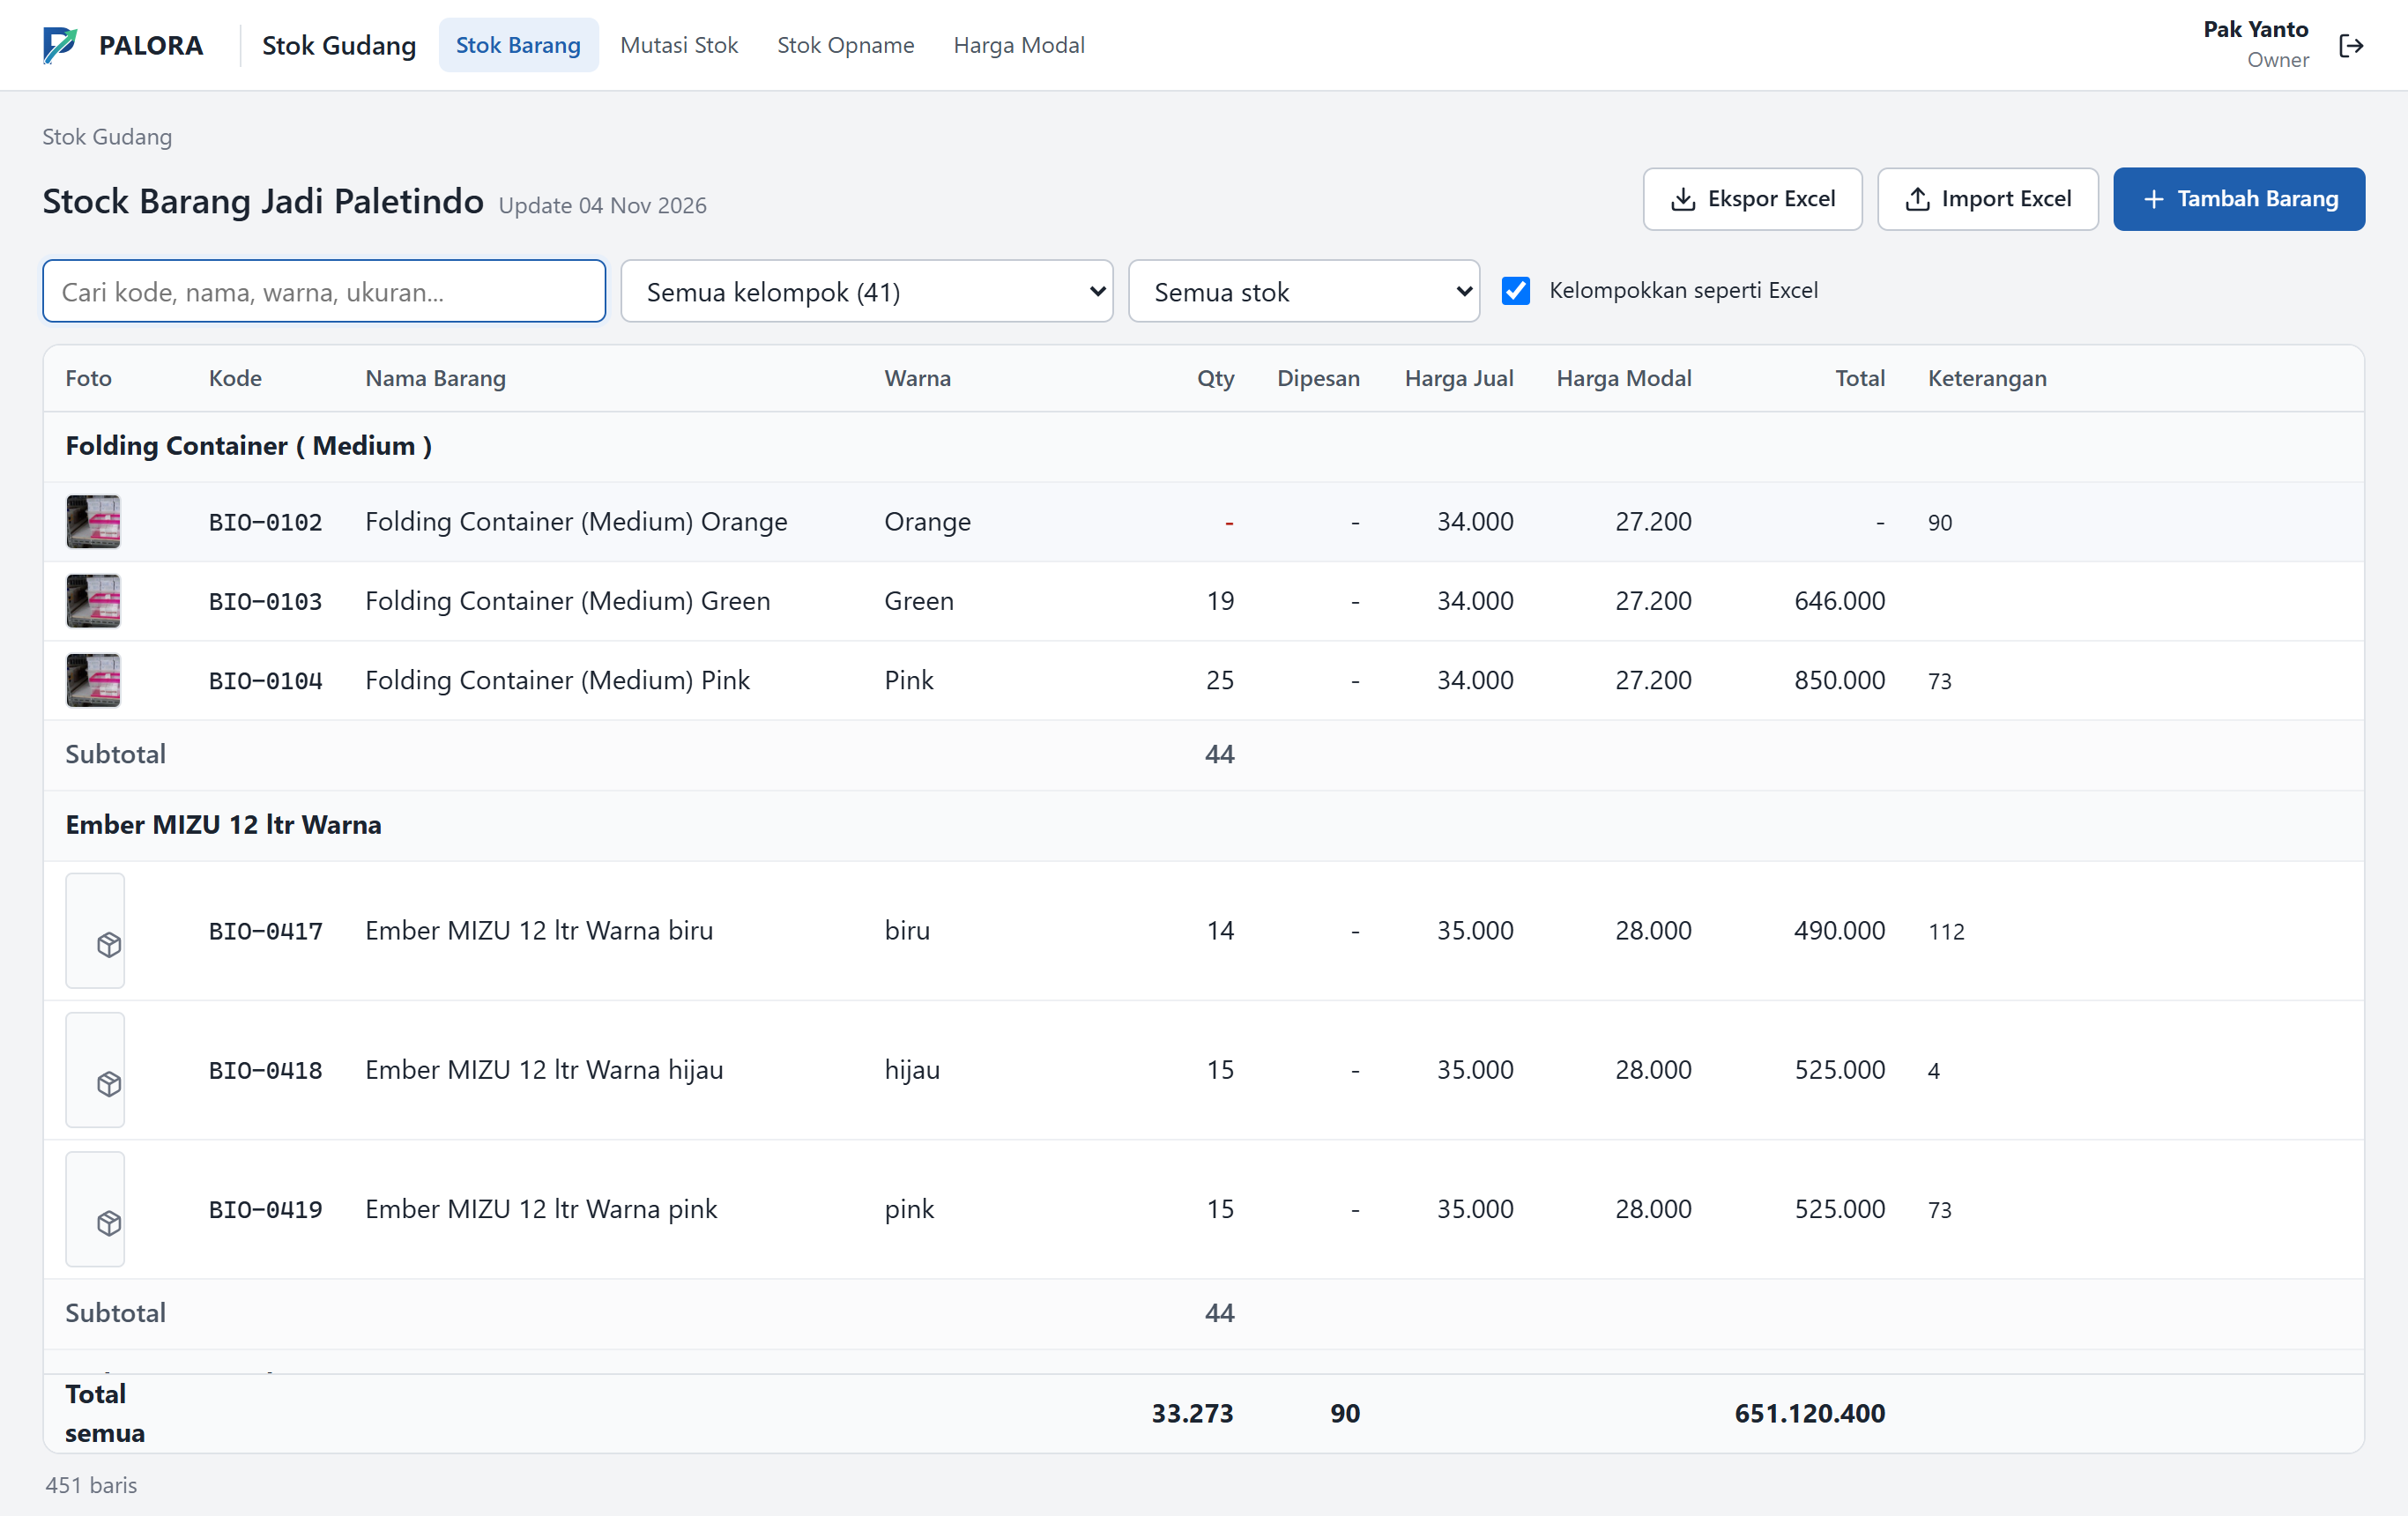 PALORA
Stok Gudang
Stok Barang
Mutasi Stok
Stok Opname
Harga Modal
Pak Yanto
Owner
Stok Gudang
Stock Barang Jadi Paletindo Update 04 Nov 2026
Ekspor Excel
Import Excel
+ Tambah Barang
Cari kode, nama, warna, ukuran...
Semua kelompok (41)
Semua stok
Kelompokkan seperti Excel
Foto Kode Nama Barang Warna Qty Dipesan Harga Jual Harga Modal Total Keterangan
Folding Container ( Medium )
BIO-0102 Folding Container (Medium) Orange Orange - - 34.000 27.200 - 90
BIO-0103 Folding Container (Medium) Green Green 19 - 34.000 27.200 646.000
BIO-0104 Folding Container (Medium) Pink Pink 25 - 34.000 27.200 850.000 73
Subtotal 44
Ember MIZU 12 ltr Warna
BIO-0417 Ember MIZU 12 ltr Warna biru biru 14 - 35.000 28.000 490.000 112
BIO-0418 Ember MIZU 12 ltr Warna hijau hijau 15 - 35.000 28.000 525.000 4
BIO-0419 Ember MIZU 12 ltr Warna pink pink 15 - 35.000 28.000 525.000 73
Subtotal 44
Total semua 33.273 90 651.120.400
451 baris